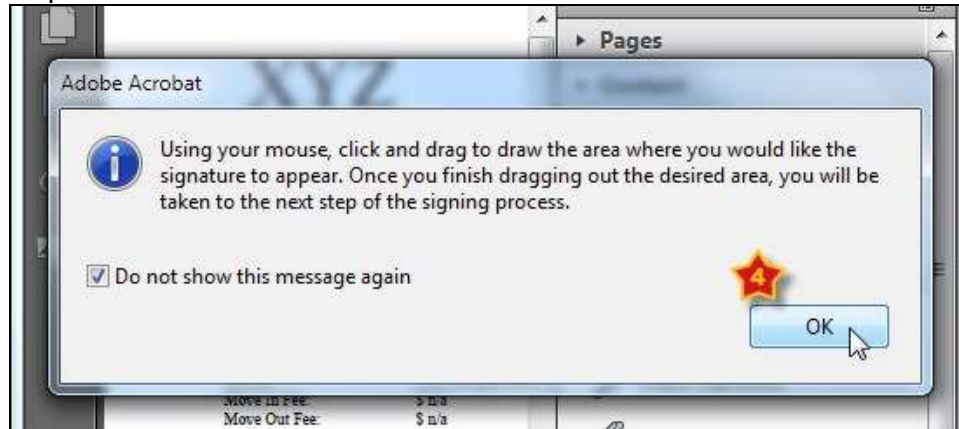 Pages
Adobe Acrobat
XYZ
Using your mouse, click and drag to draw the area where you would like the
signature to appear. Once you finish dragging out the desired area, you will be
taken to the next step of the signing process.
Do not show this message again
4
OK
Move In Fee: $ n/a
Move Out Fee: $ n/a